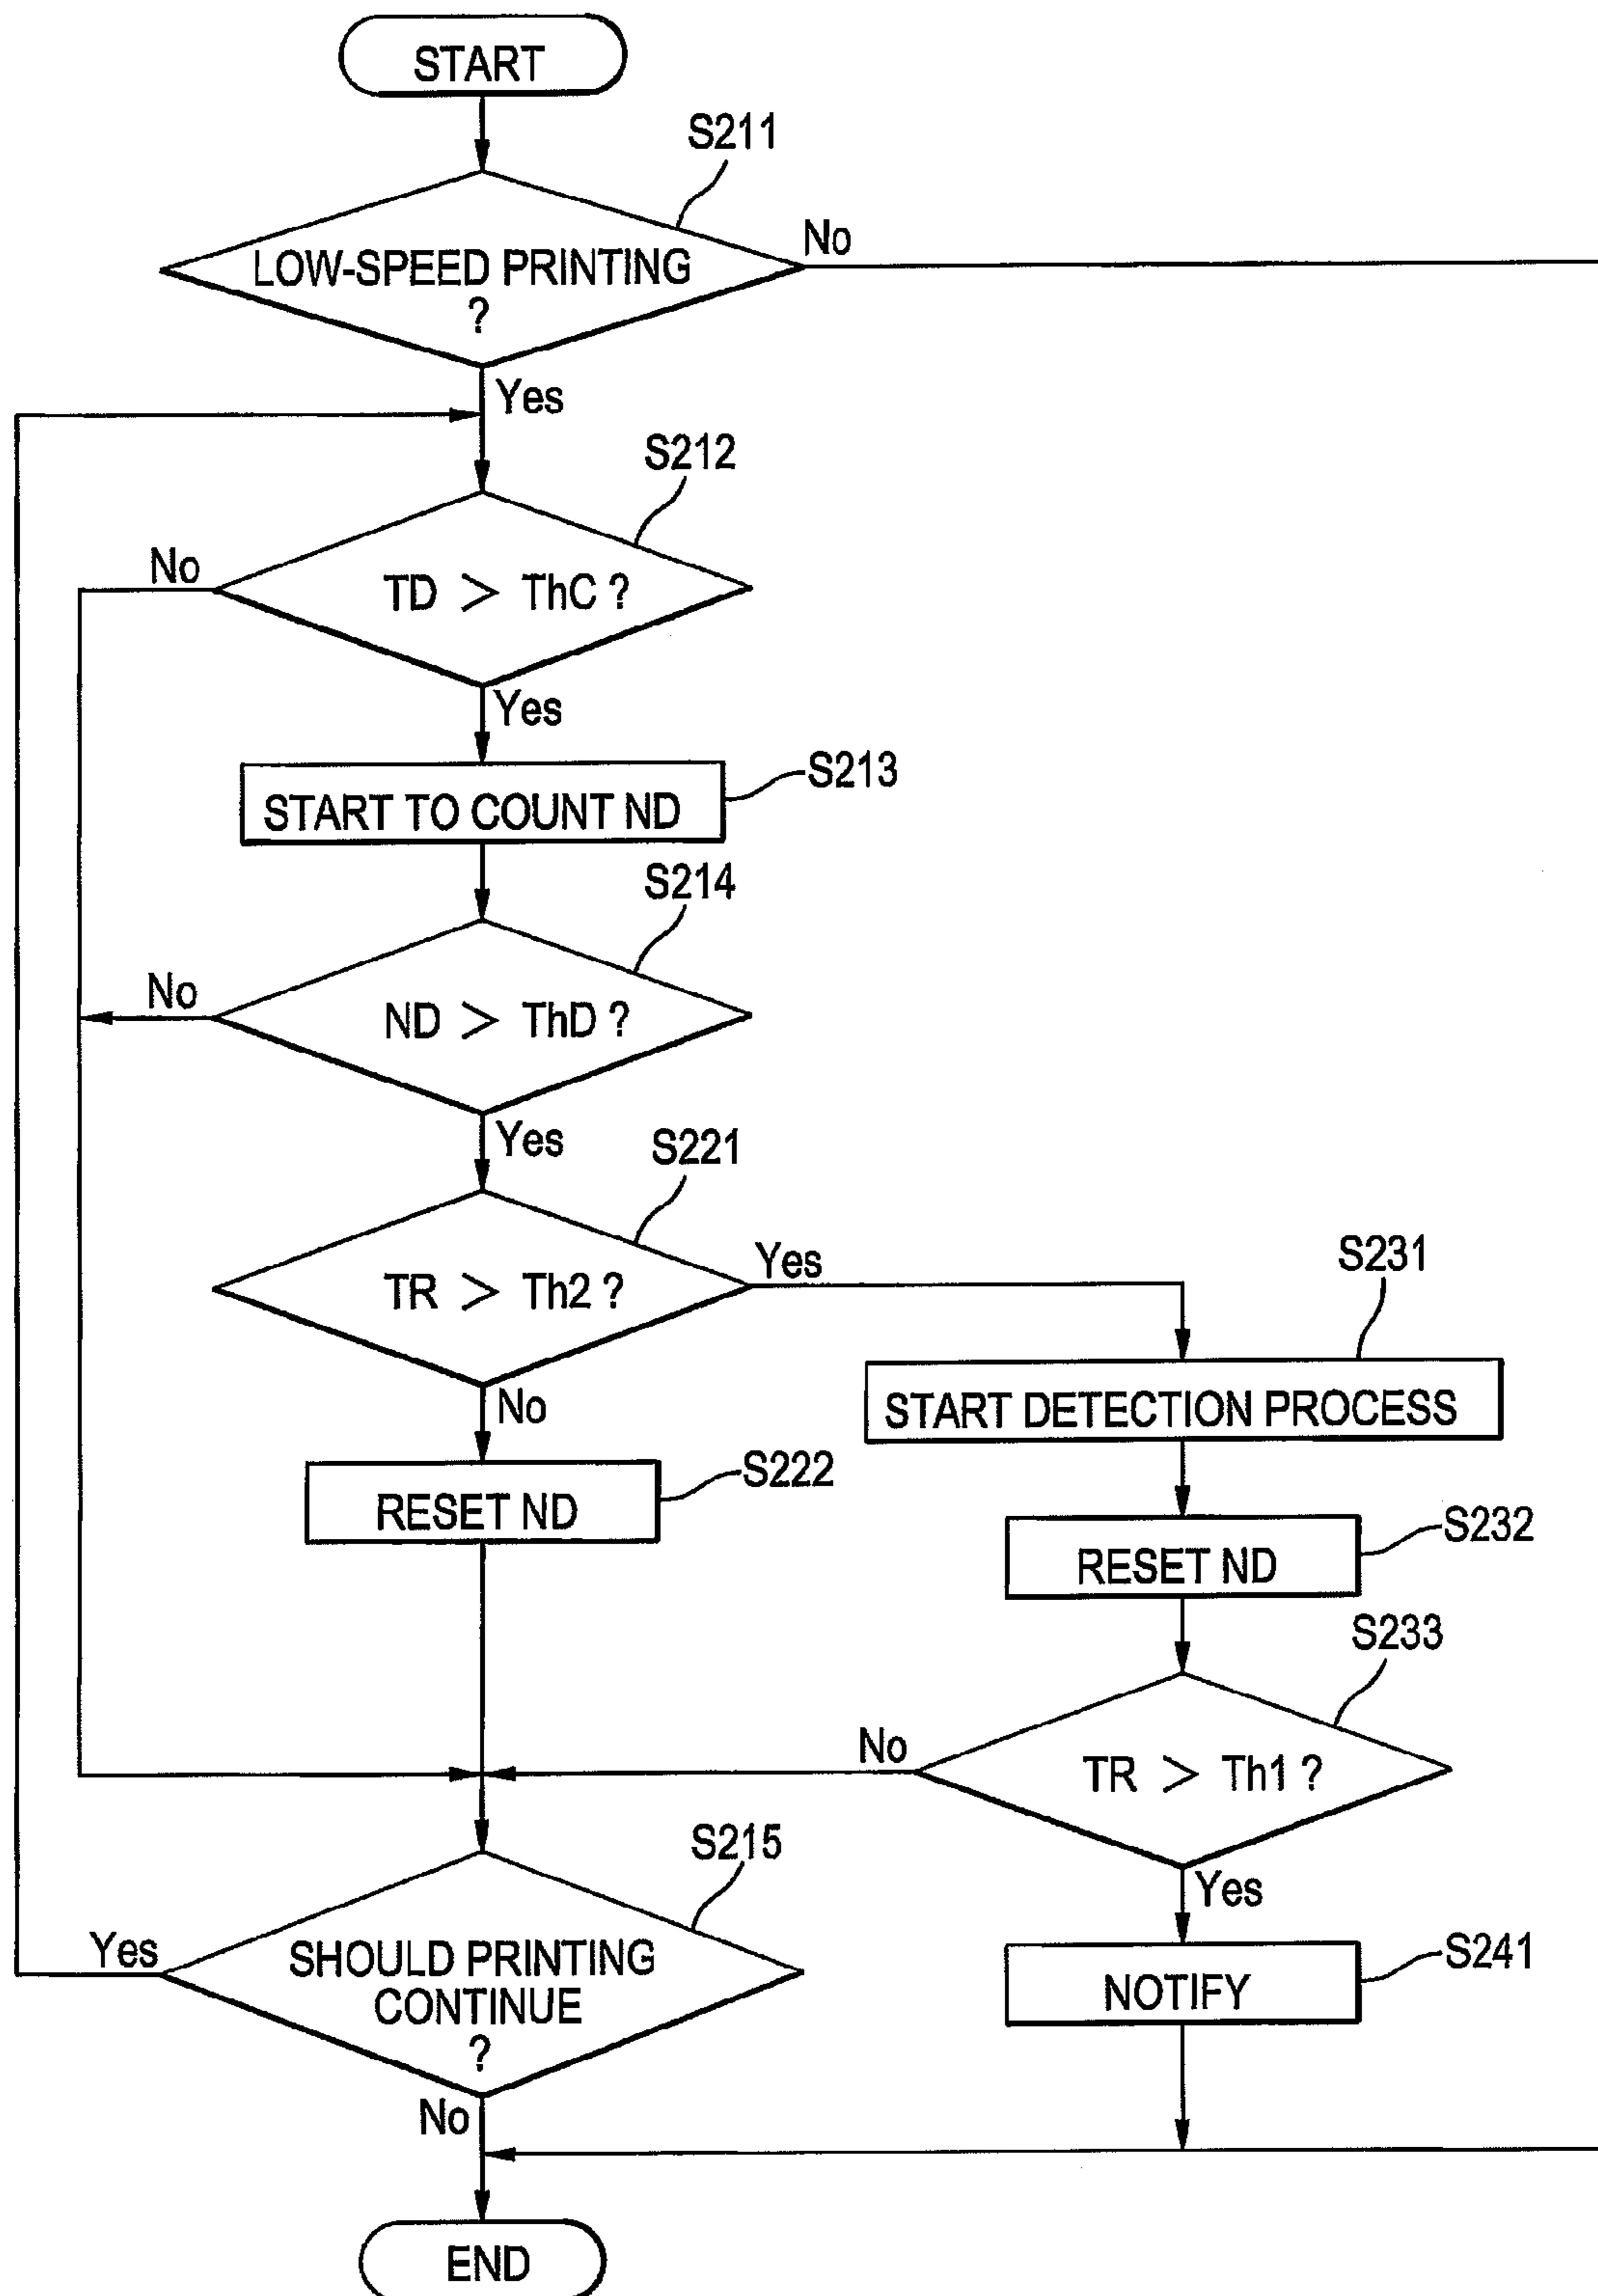 START
S211
LOW-SPEED PRINTING
?
No
Yes
S212
No
TD > ThC ?
Yes
S213
START TO COUNT ND
S214
No
ND > ThD ?
Yes
S221
TR > Th2 ?
Yes
S231
START DETECTION PROCESS
No
S222
RESET ND
S232
RESET ND
S233
No
TR > Th1 ?
S215
Yes
Yes
SHOULD PRINTING
CONTINUE
?
S241
NOTIFY
No
END